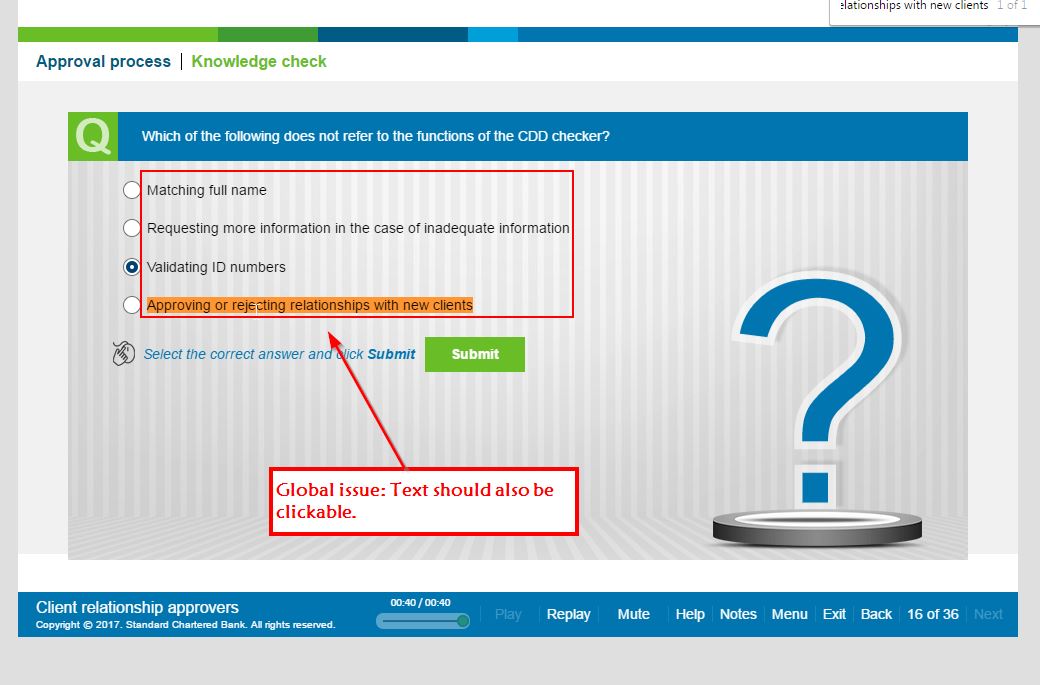 elationships with new clients 1 of 1
Approval process | Knowledge check
Q Which of the following does not refer to the functions of the CDD checker?
Matching full name
Requesting more information in the case of inadequate information
Validating ID numbers
Approving or rejecting relationships with new clients
Select the correct answer and click Submit Submit
Global issue: Text should also be
clickable.
Client relationship approvers
Copyright © 2017. Standard Chartered Bank. All rights reserved.
00:40 / 00:40
Play Replay Mute Help Notes Menu Exit Back 16 of 36 Next